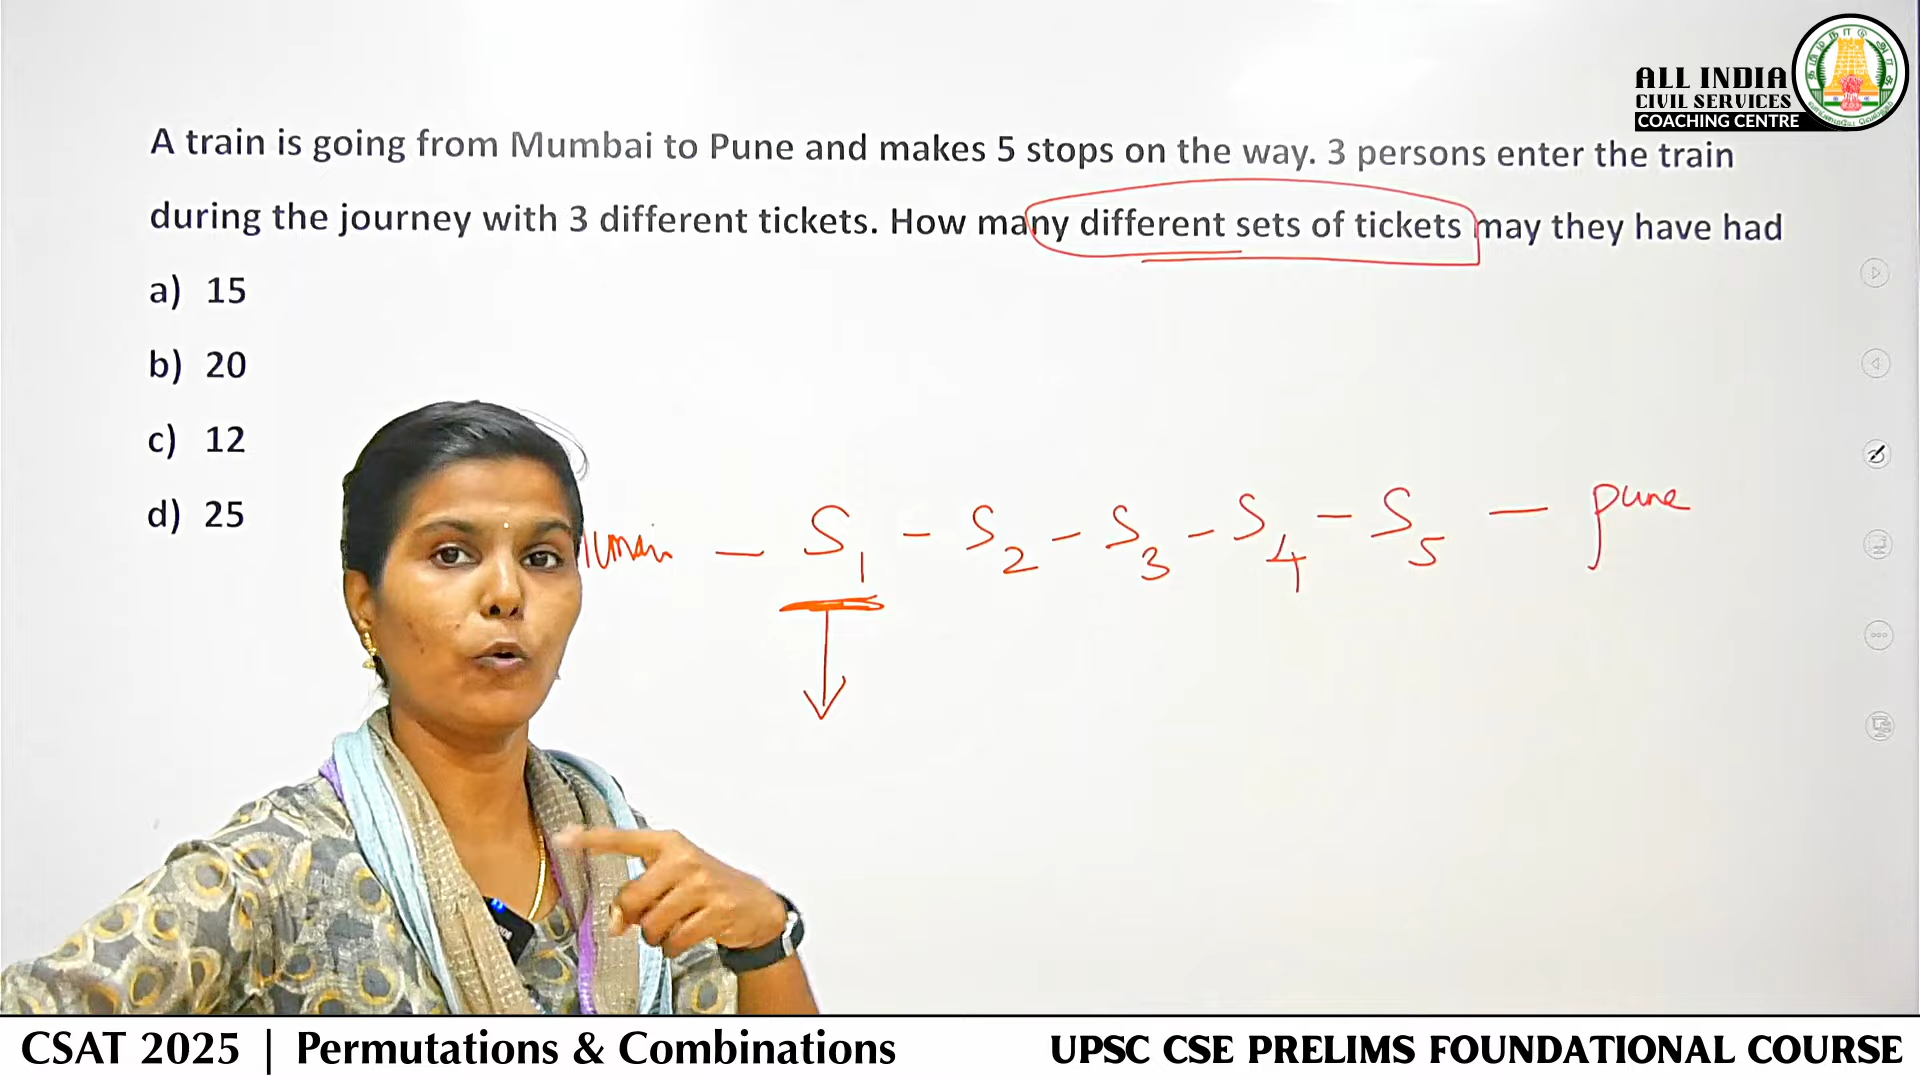 ALL INDIA
CIVIL SERVICES
COACHING CENTRE
A train is going from Mumbai to Pune and makes 5 stops on the way. 3 persons enter the train
during the journey with 3 different tickets. How many different sets of tickets may they have had
a) 15
b) 20
c) 12
d) 25
— S1 - S2 - S3 - S4 - S5 — pune
CSAT 2025 | Permutations & Combinations
UPSC CSE PRELIMS FOUNDATIONAL COURSE